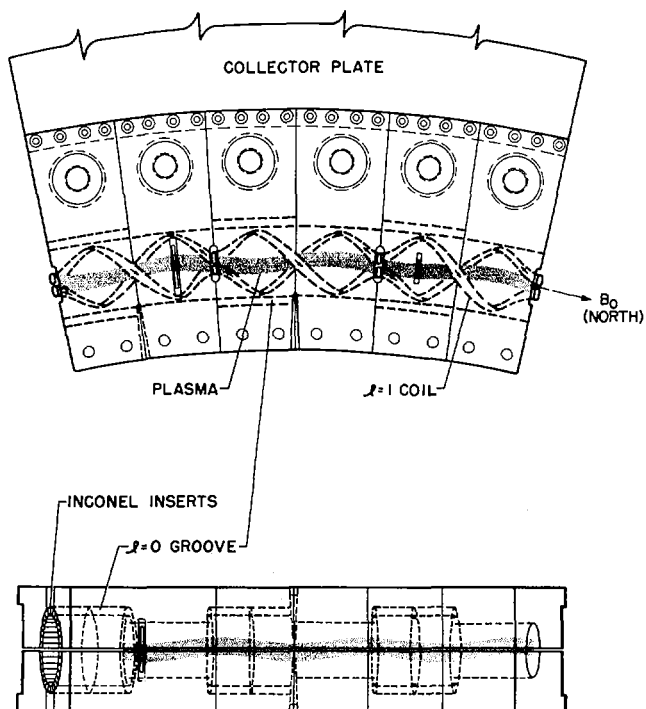 COLLECTOR PLATE
B₀
(NORTH)
PLASMA
ℓ=1 COIL
INCONEL INSERTS
ℓ=0 GROOVE